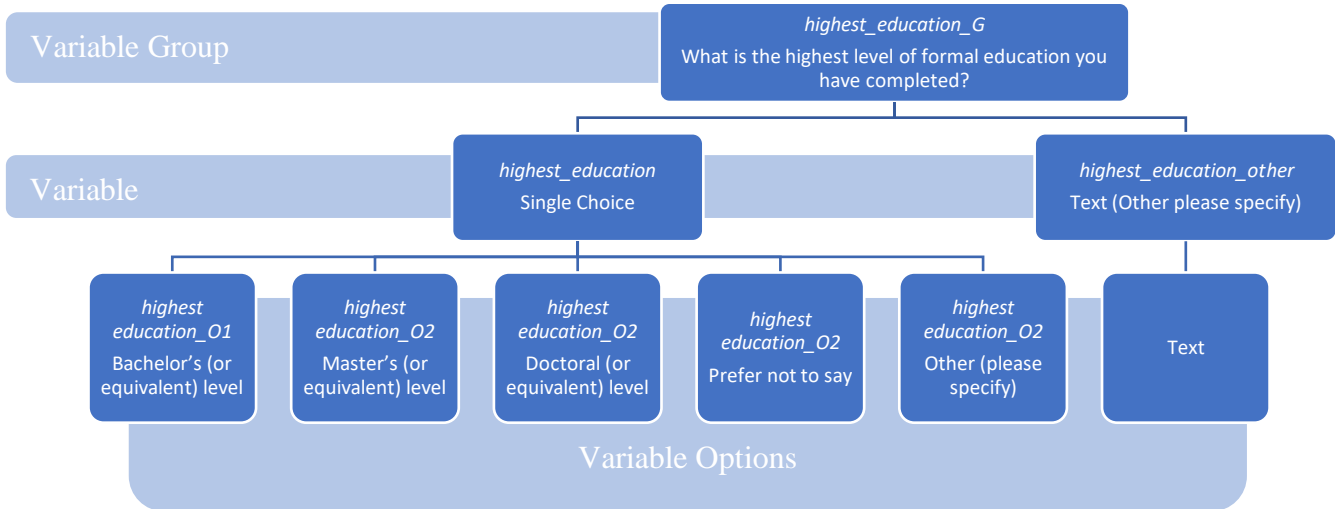 Variable Group
highest_education_G
What is the highest level of formal education you
have completed?
Variable
highest_education
Single Choice
highest_education_other
Text (Other please specify)
highest
education_O1
Bachelor’s (or
equivalent) level
highest
education_O2
Master’s (or
equivalent) level
highest
education_O2
Doctoral (or
equivalent) level
highest
education_O2
Prefer not to say
highest
education_O2
Other (please
specify)
Text
Variable Options